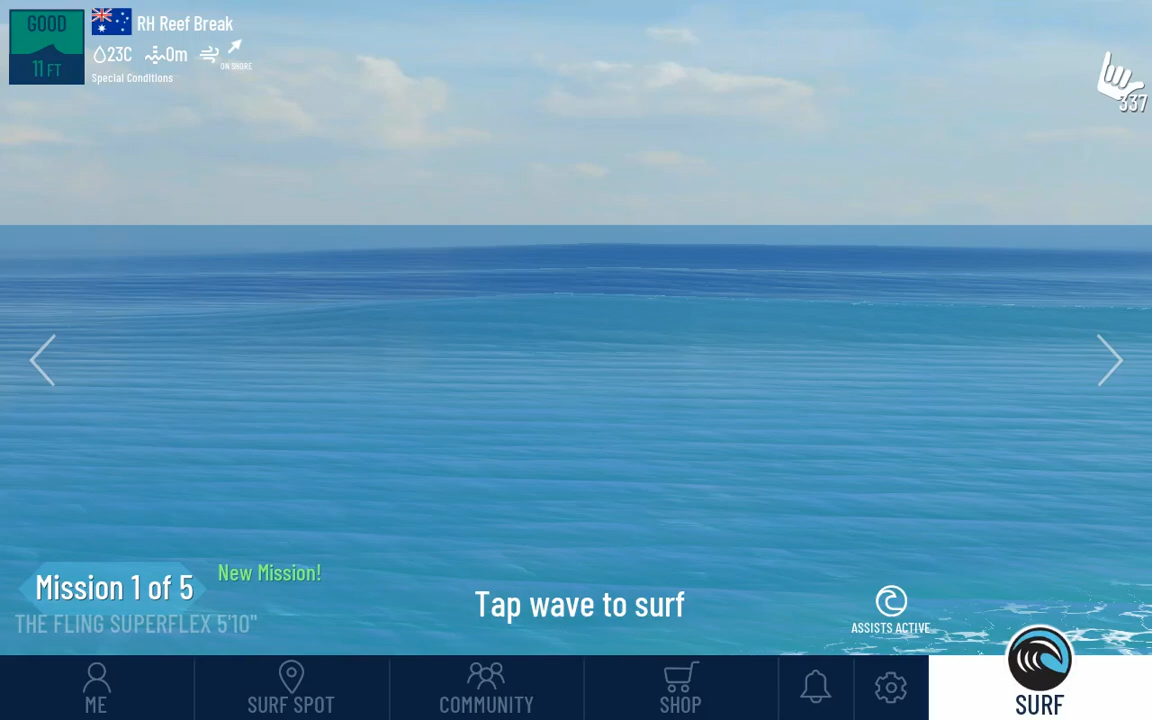 GOOD
11 FT
RH Reef Break
23C
0m
ON SHORE
Special Conditions
337
Mission 1 of 5
New Mission!
THE FLING SUPERFLEX 5'10"
Tap wave to surf
ASSISTS ACTIVE
ME
SURF SPOT
COMMUNITY
SHOP
SURF